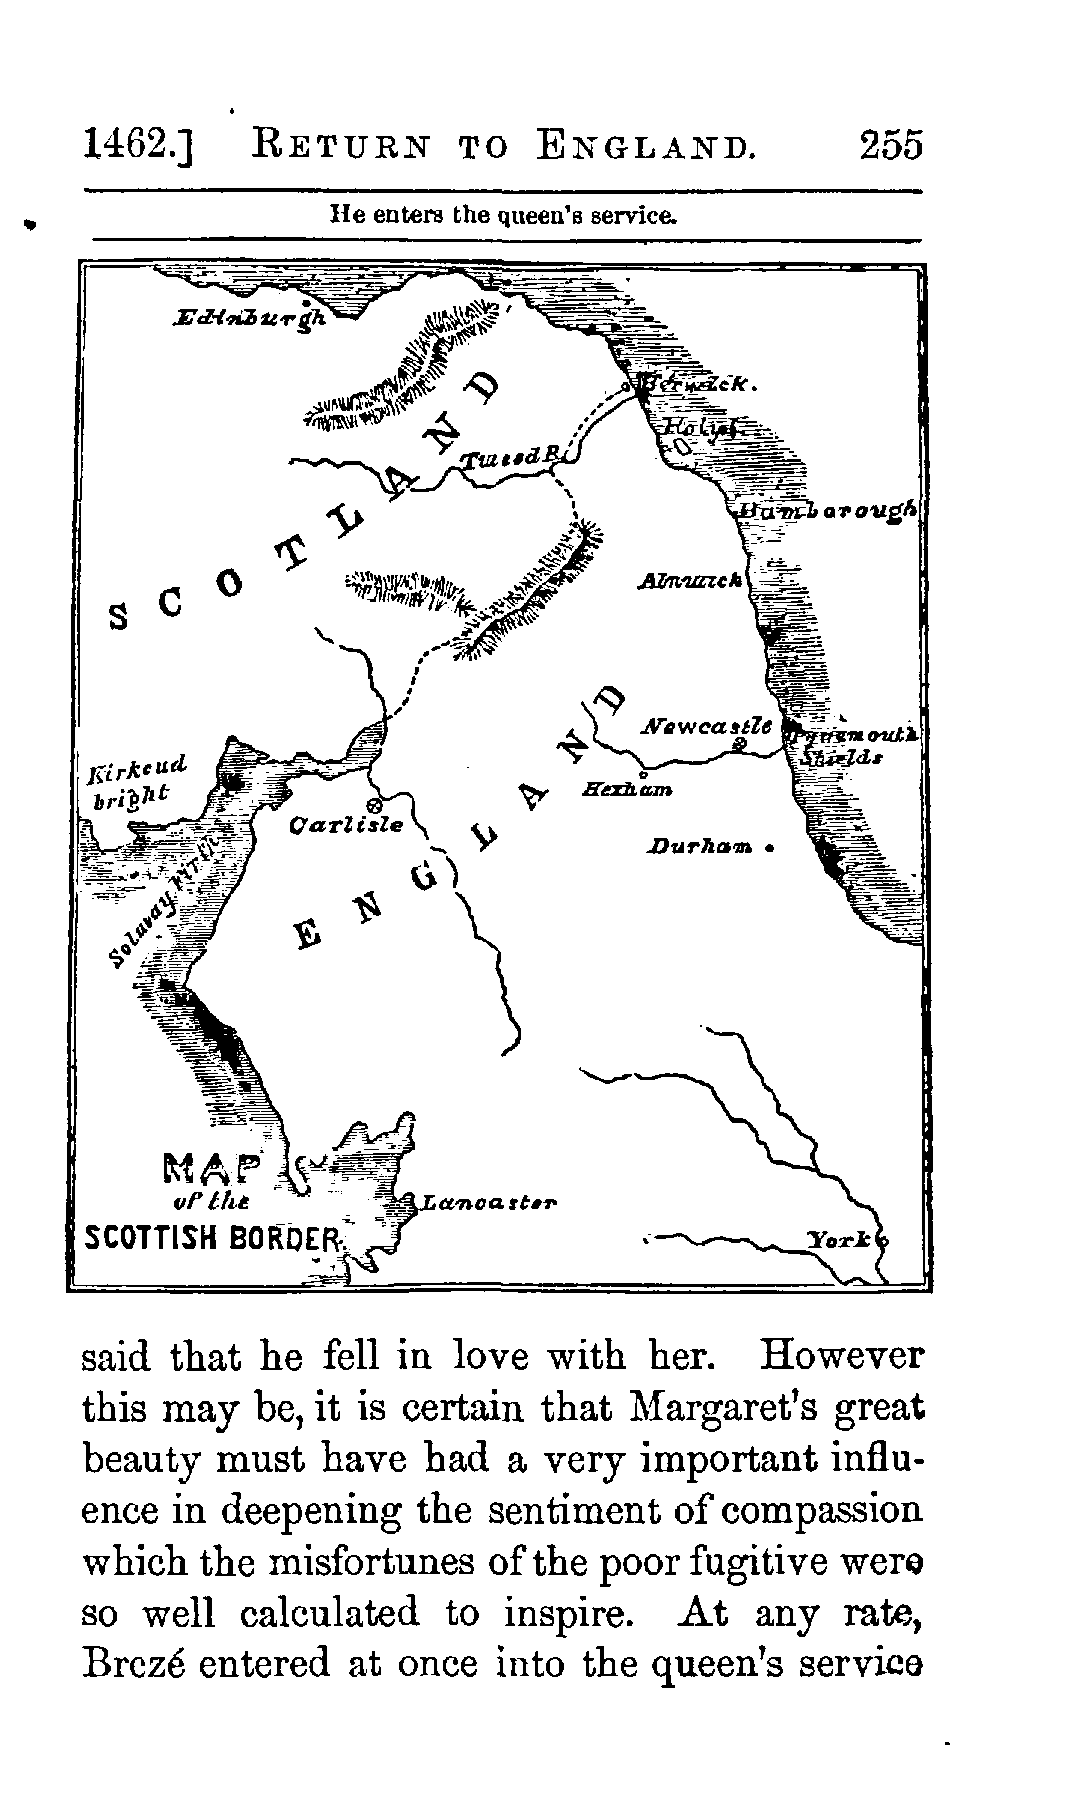 1462.] RETURN TO ENGLAND. 255
He enters the queen's service.
Edinburgh
Berwick.
Holy I.
SCOTLAND
Tweed R.
Bamborough
Alnwick
Newcastle
Tynemouth
Shields
Kirkcud
bright
Hexham
Carlisle
Durham
Solway Firth
ENGLAND
MAP
of the
SCOTTISH BORDER.
Lancaster
York
said that he fell in love with her. However
this may be, it is certain that Margaret's great
beauty must have had a very important influ-
ence in deepening the sentiment of compassion
which the misfortunes of the poor fugitive were
so well calculated to inspire. At any rate,
Brezé entered at once into the queen's service